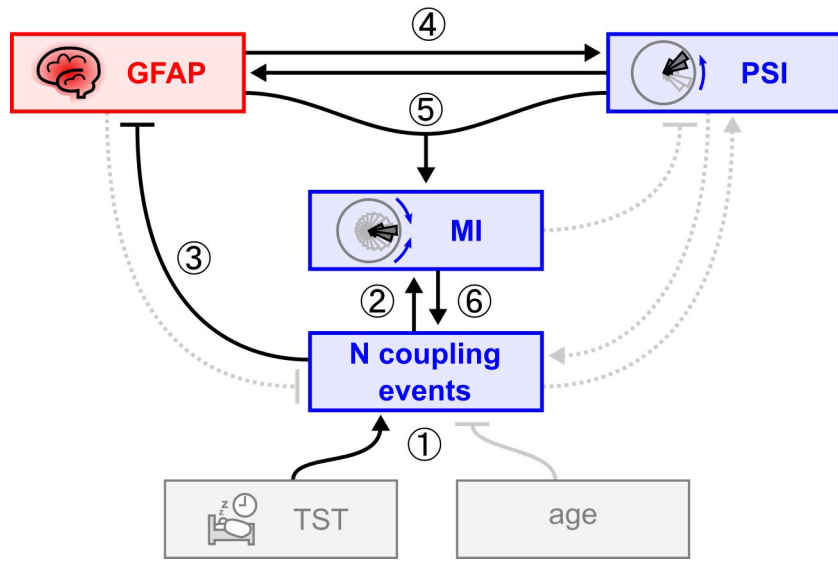 ④
GFAP
PSI
⑤
MI
③
②
⑥
N coupling
events
①
z z
z
TST
age